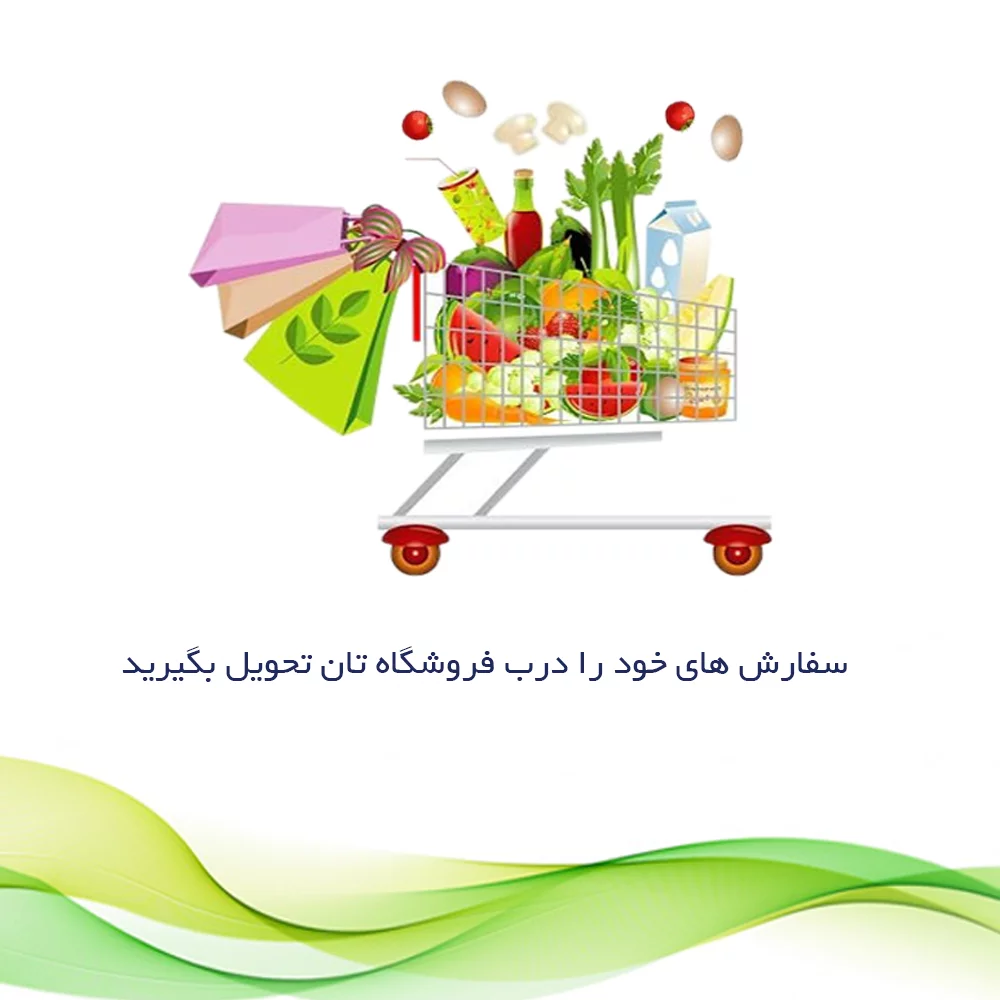 سفارش های خود را درب فروشگاه تان تحویل بگیرید